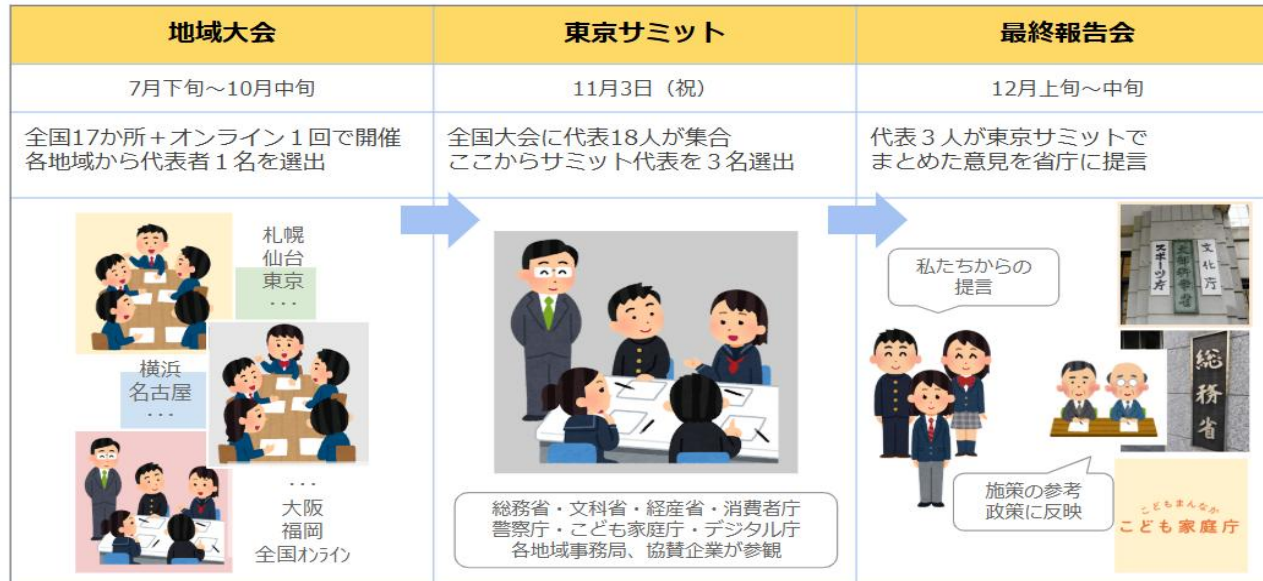 地域大会
東京サミット
最終報告会
7月下旬～10月中旬
11月3日（祝）
12月上旬～中旬
全国17か所＋オンライン１回で開催
各地域から代表者１名を選出
全国大会に代表18人が集合
ここからサミット代表を３名選出
代表３人が東京サミットで
まとめた意見を省庁に提言
札幌
仙台
東京
･･･
横浜
名古屋
･･･
･･･
大阪
福岡
全国ｵﾝﾗｲﾝ
総務省・文科省・経産省・消費者庁
警察庁・こども家庭庁・デジタル庁
各地域事務局、協賛企業が参観
私たちからの
提言
施策の参考
政策に反映
文化庁
文部科学省
スポーツ庁
総務省
こどもまんなか
こども家庭庁